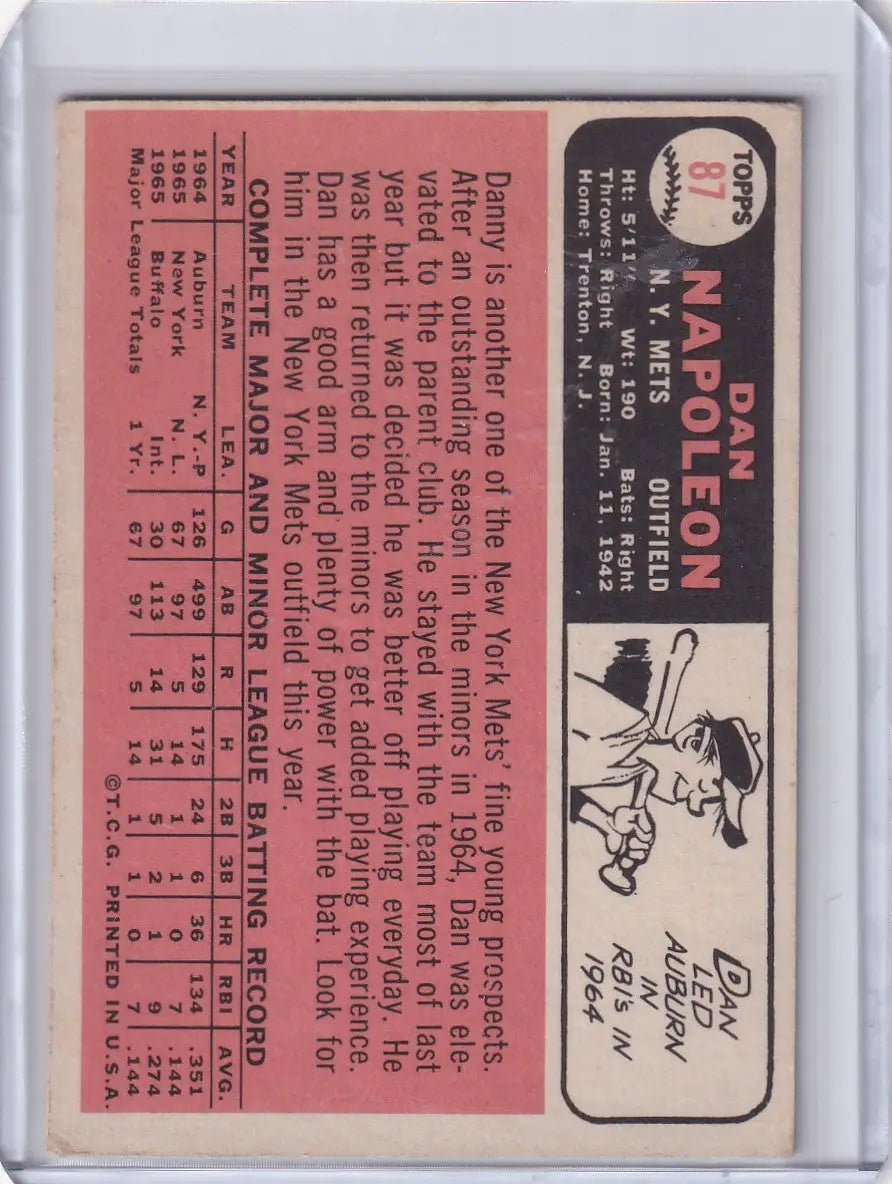 TOPPS
87
DAN
NAPOLEON
N. Y. METS OUTFIELD
Ht: 5/11" Wt: 190 Bats: Right
Throws: Right Born: Jan. 11, 1942
Home: Trenton, N. J.
DAN
LED
AUBURN
IN
RBI's IN
1964
Danny is another one of the New York Mets' fine young prospects.
After an outstanding season in the minors in 1964, Dan was ele-
vated to the parent club. He stayed with the team most of last
year but it was decided he was better off playing everyday. He
was then returned to the minors to get added playing experience.
Dan has a good arm and plenty of power with the bat. Look for
him in the New York Mets outfield this year.
COMPLETE MAJOR AND MINOR LEAGUE BATTING RECORD
YEAR TEAM LEA. G AB R H 2B 3B HR RBI AVG.
1964 Auburn N. Y.-P 126 499 129 175 24 6 36 134 .351
1965 New York N. L. 67 97 5 14 1 1 0 7 .144
1965 Buffalo Int. 30 113 14 31 5 2 1 9 .274
Major League Totals 1 Yr. 67 97 5 14 1 1 0 7 .144
©T.C.G. PRINTED IN U.S.A.